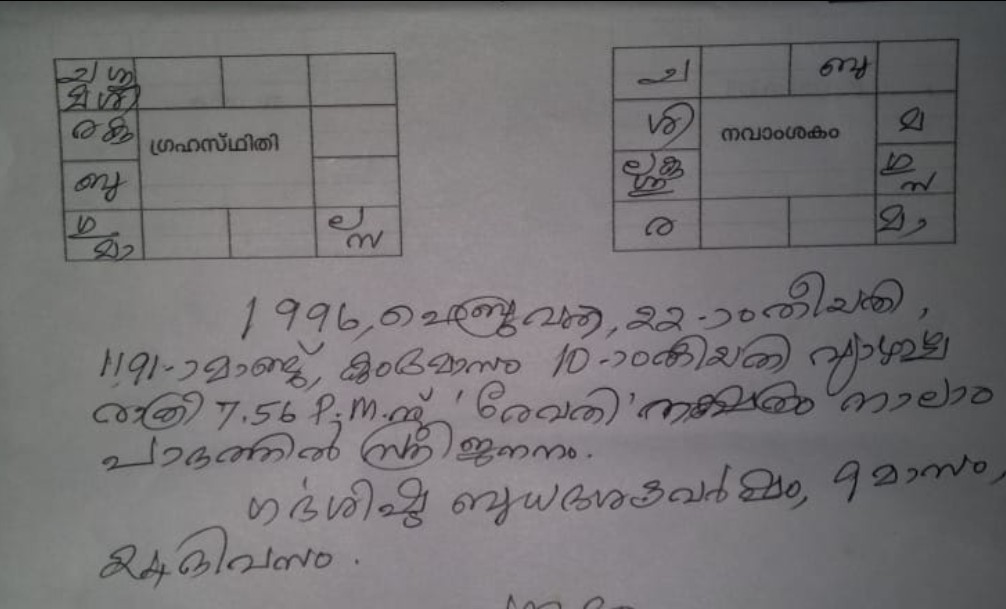 ച ശു
മ ശി
ര കു
ബു
ഗു
മാ
ഗ്രഹസ്ഥിതി
ല
സ
ച
ബു
ശി
മ
നവാംശകം
ല കു
ശു
ഗു
സ
ര
മാ
1996, ഫെബ്രുവരി, 22-ാം തീയതി,
1191-ാമാണ്ട്, കുംഭമാസം 10-ാം തീയതി വ്യാഴാഴ്ച
രാത്രി 7.56 P.M.ന് 'രേവതി' നക്ഷത്രം നാലാം
പാദത്തിൽ സ്ത്രീ ജനനം.
ഗർഭശിഷ്ട ബുധദശ വർഷം, 9 മാസം,
24 ദിവസം.